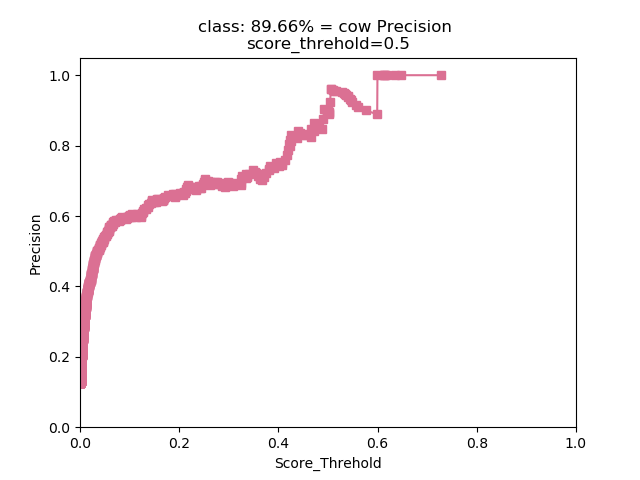 class: 89.66% = cow Precision
score_threhold=0.5
1.0
0.8
0.6
0.4
0.2
0.0
Precision
0.0 0.2 0.4 0.6 0.8 1.0
Score_Threhold